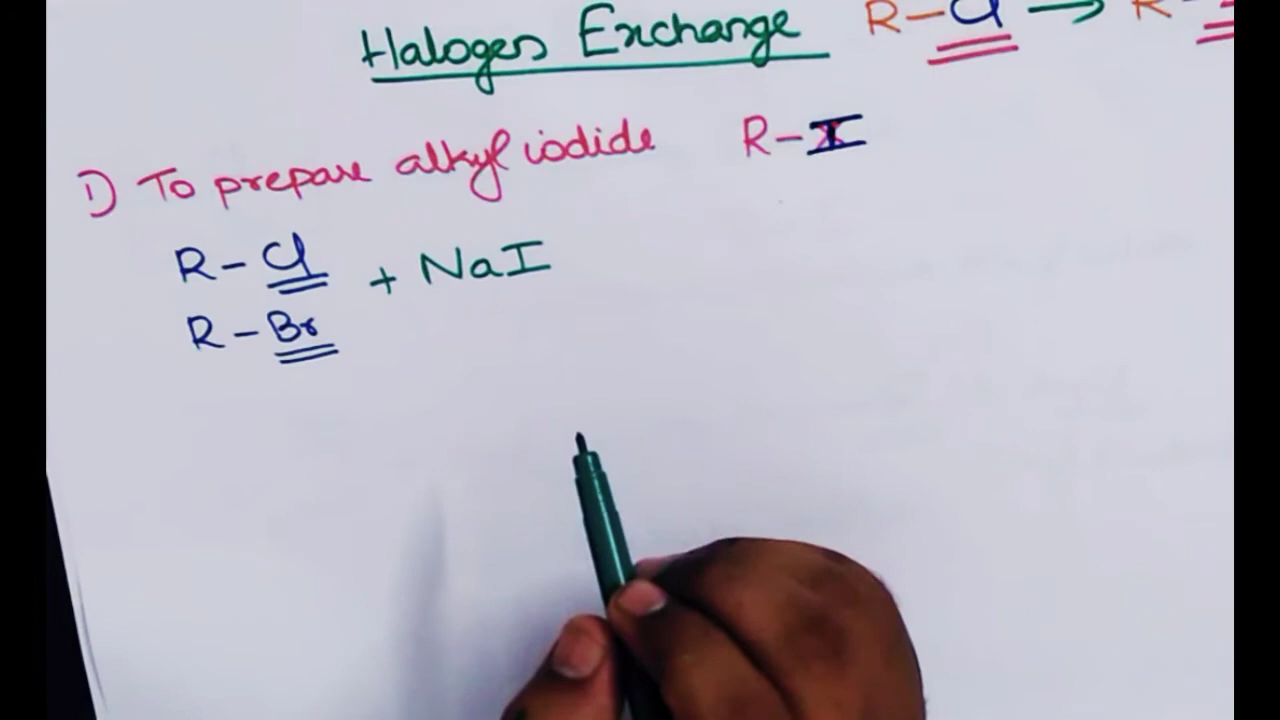 Halogen Exchange R-Cl → R-
1) To prepare alkyl iodide R-I
R-Cl + NaI
R-Br